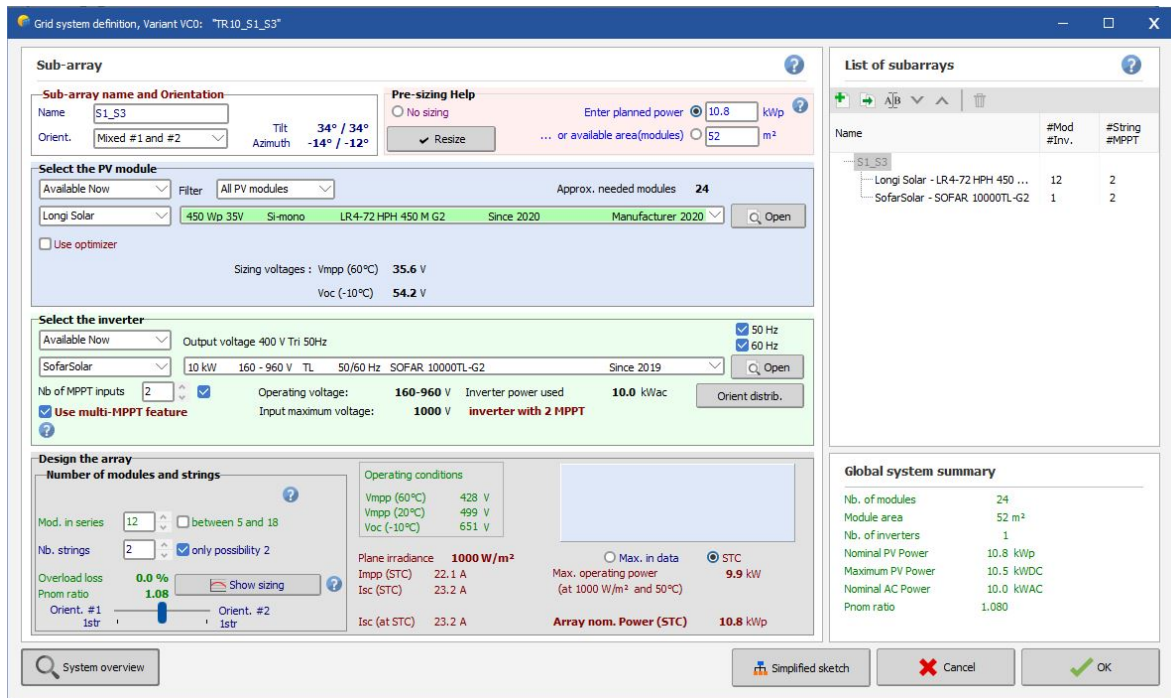 Grid system definition, Variant VC0: "TR10_S1_S3"
Sub-array
Sub-array name and Orientation
Name S1_S3
Orient. Mixed #1 and #2
Tilt 34° / 34°
Azimuth -14° / -12°
Pre-sizing Help
No sizing
Enter planned power 10.8 kWp
Resize
... or available area(modules) 52 m²
Select the PV module
Available Now Filter All PV modules Approx. needed modules 24
Longi Solar 450 Wp 35V Si-mono LR4-72 HPH 450 M G2 Since 2020 Manufacturer 2020 Open
Use optimizer
Sizing voltages : Vmpp (60°C) 35.6 V
Voc (-10°C) 54.2 V
Select the inverter
Available Now Output voltage 400 V Tri 50Hz
50 Hz
60 Hz
SofarSolar 10 kW 160 - 960 V TL 50/60 Hz SOFAR 10000TL-G2 Since 2019 Open
Nb of MPPT inputs 2 Operating voltage: 160-960 V Inverter power used 10.0 kWac Orient distrib.
Use multi-MPPT feature Input maximum voltage: 1000 V inverter with 2 MPPT
Design the array
Number of modules and strings
Mod. in series 12 between 5 and 18
Nb. strings 2 only possibility 2
Overload loss 0.0 % Show sizing
Pnom ratio 1.08
Orient. #1 Orient. #2
1str 1str
Operating conditions
Vmpp (60°C) 428 V
Vmpp (20°C) 499 V
Voc (-10°C) 651 V
Plane irradiance 1000 W/m² Max. in data STC
Impp (STC) 22.1 A Max. operating power 9.9 kW
Isc (STC) 23.2 A (at 1000 W/m² and 50°C)
Isc (at STC) 23.2 A Array nom. Power (STC) 10.8 kWp
List of subarrays
Name #Mod #String
#Inv. #MPPT
S1_S3
Longi Solar - LR4-72 HPH 450 ... 12 2
SofarSolar - SOFAR 10000TL-G2 1 2
Global system summary
Nb. of modules 24
Module area 52 m²
Nb. of inverters 1
Nominal PV Power 10.8 kWp
Maximum PV Power 10.5 kWDC
Nominal AC Power 10.0 kWAC
Pnom ratio 1.080
System overview Simplified sketch Cancel OK